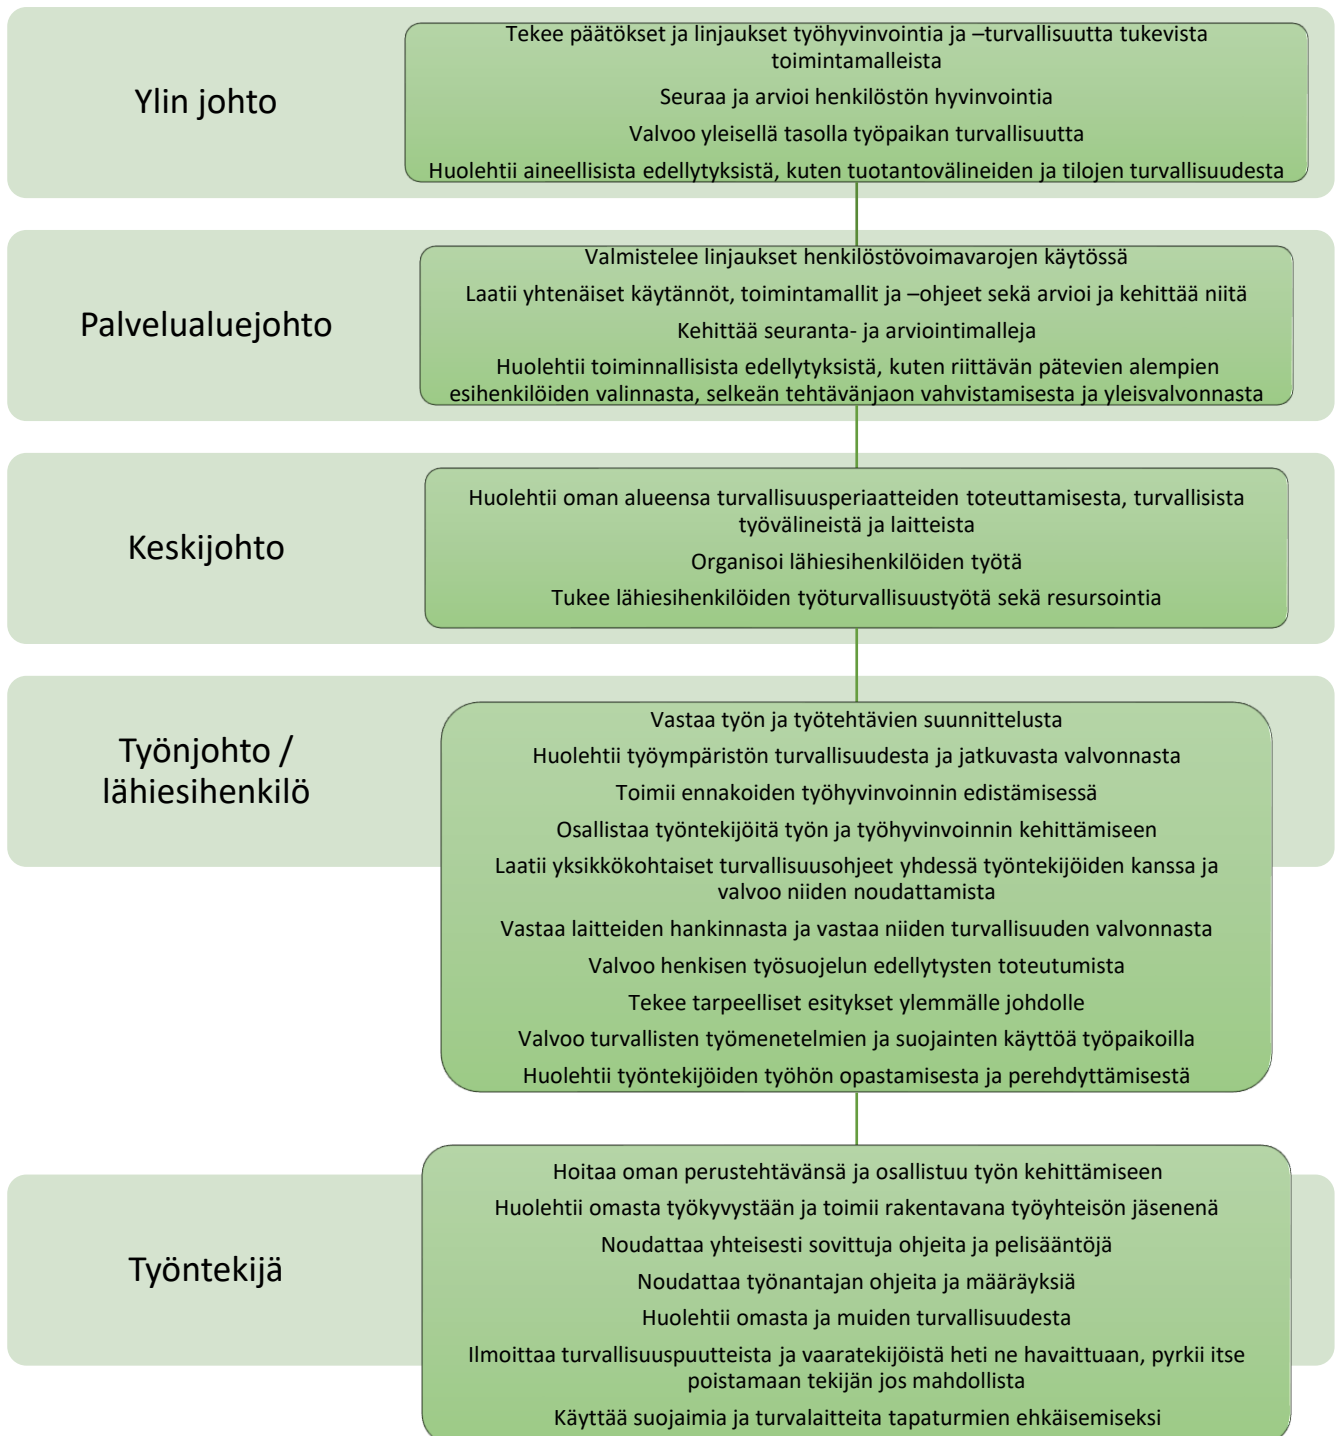 Ylin johto
Tekee päätökset ja linjaukset työhyvinvointia ja –turvallisuutta tukevista
toimintamalleista
Seuraa ja arvioi henkilöstön hyvinvointia
Valvoo yleisellä tasolla työpaikan turvallisuutta
Huolehtii aineellisista edellytyksistä, kuten tuotantovälineiden ja tilojen turvallisuudesta
Palvelualuejohto
Valmistelee linjaukset henkilöstövoimavarojen käytössä
Laatii yhtenäiset käytännöt, toimintamallit ja –ohjeet sekä arvioi ja kehittää niitä
Kehittää seuranta- ja arviointimalleja
Huolehtii toiminnallisista edellytyksistä, kuten riittävän pätevien alempien
esihenkilöiden valinnasta, selkeän tehtävänjaon vahvistamisesta ja yleisvalvonnasta
Keskijohto
Huolehtii oman alueensa turvallisuusperiaatteiden toteuttamisesta, turvallisista
työvälineistä ja laitteista
Organisoi lähiesihenkilöiden työtä
Tukee lähiesihenkilöiden työturvallisuustyötä sekä resursointia
Työnjohto /
lähiesihenkilö
Vastaa työn ja työtehtävien suunnittelusta
Huolehtii työympäristön turvallisuudesta ja jatkuvasta valvonnasta
Toimii ennakoiden työhyvinvoinnin edistämisessä
Osallistaa työntekijöitä työn ja työhyvinvoinnin kehittämiseen
Laatii yksikkökohtaiset turvallisuusohjeet yhdessä työntekijöiden kanssa ja
valvoo niiden noudattamista
Vastaa laitteiden hankinnasta ja vastaa niiden turvallisuuden valvonnasta
Valvoo henkisen työsuojelun edellytysten toteutumista
Tekee tarpeelliset esitykset ylemmälle johdolle
Valvoo turvallisten työmenetelmien ja suojainten käyttöä työpaikoilla
Huolehtii työntekijöiden työhön opastamisesta ja perehdyttämisestä
Työntekijä
Hoitaa oman perustehtävänsä ja osallistuu työn kehittämiseen
Huolehtii omasta työkyvystään ja toimii rakentavana työyhteisön jäsenenä
Noudattaa yhteisesti sovittuja ohjeita ja pelisääntöjä
Noudattaa työnantajan ohjeita ja määräyksiä
Huolehtii omasta ja muiden turvallisuudesta
Ilmoittaa turvallisuuspuutteista ja vaaratekijöistä heti ne havaittuaan, pyrkii itse
poistamaan tekijän jos mahdollista
Käyttää suojaimia ja turvalaitteita tapaturmien ehkäisemiseksi